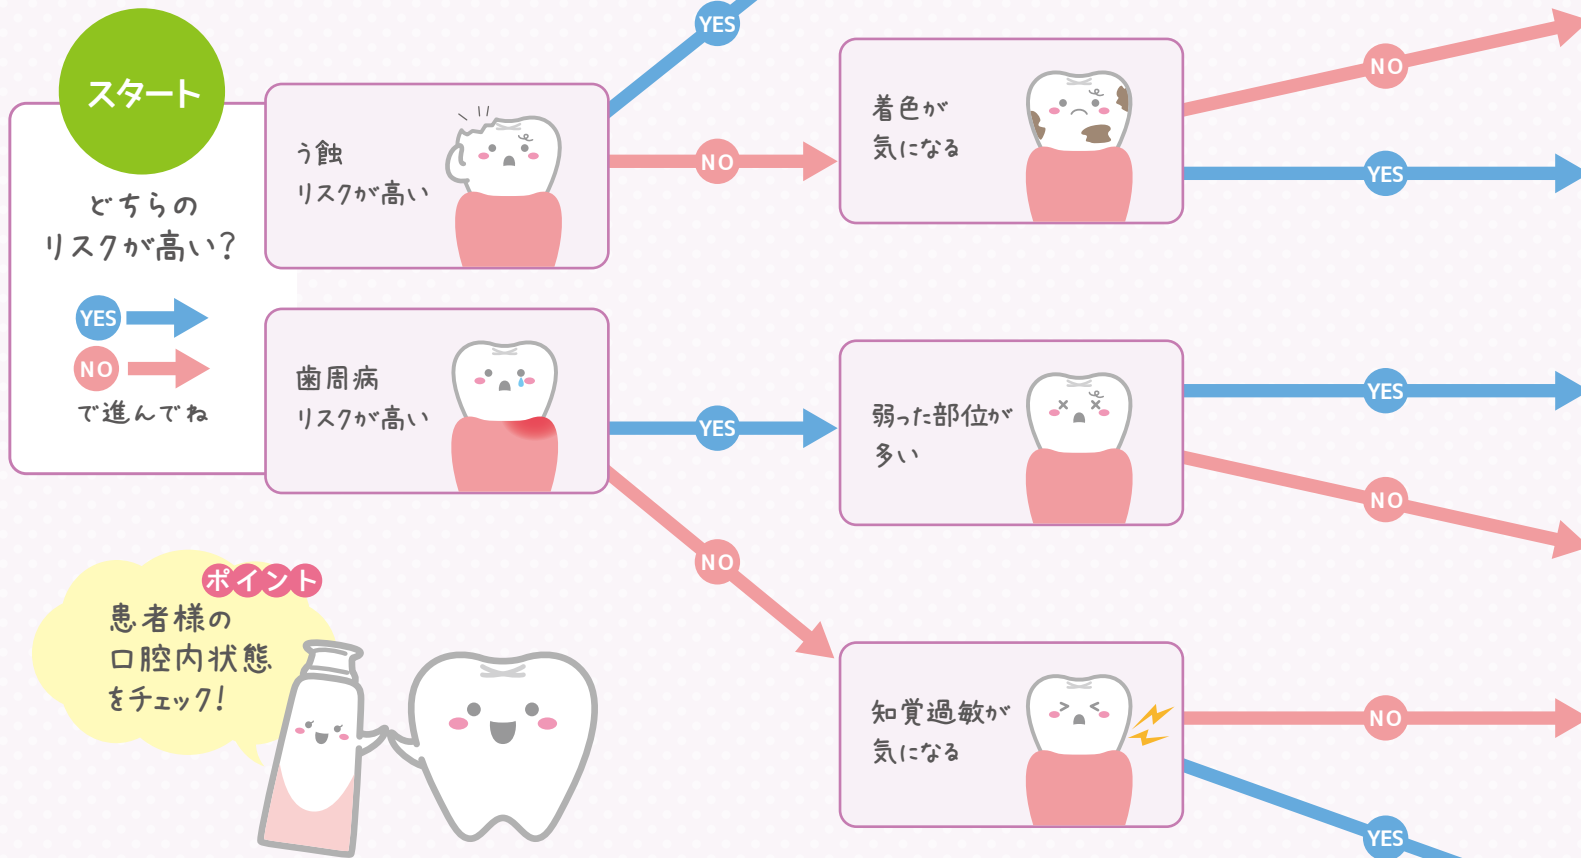 スタート
どちらの
リスクが高い?
YES
NO
で進んでね
う蝕
リスクが高い
YES
NO
歯周病
リスクが高い
YES
NO
着色が
気になる
NO
YES
弱った部位が
多い
YES
NO
知覚過敏が
気になる
NO
YES
ポイント
患者様の
口腔内状態
をチェック!